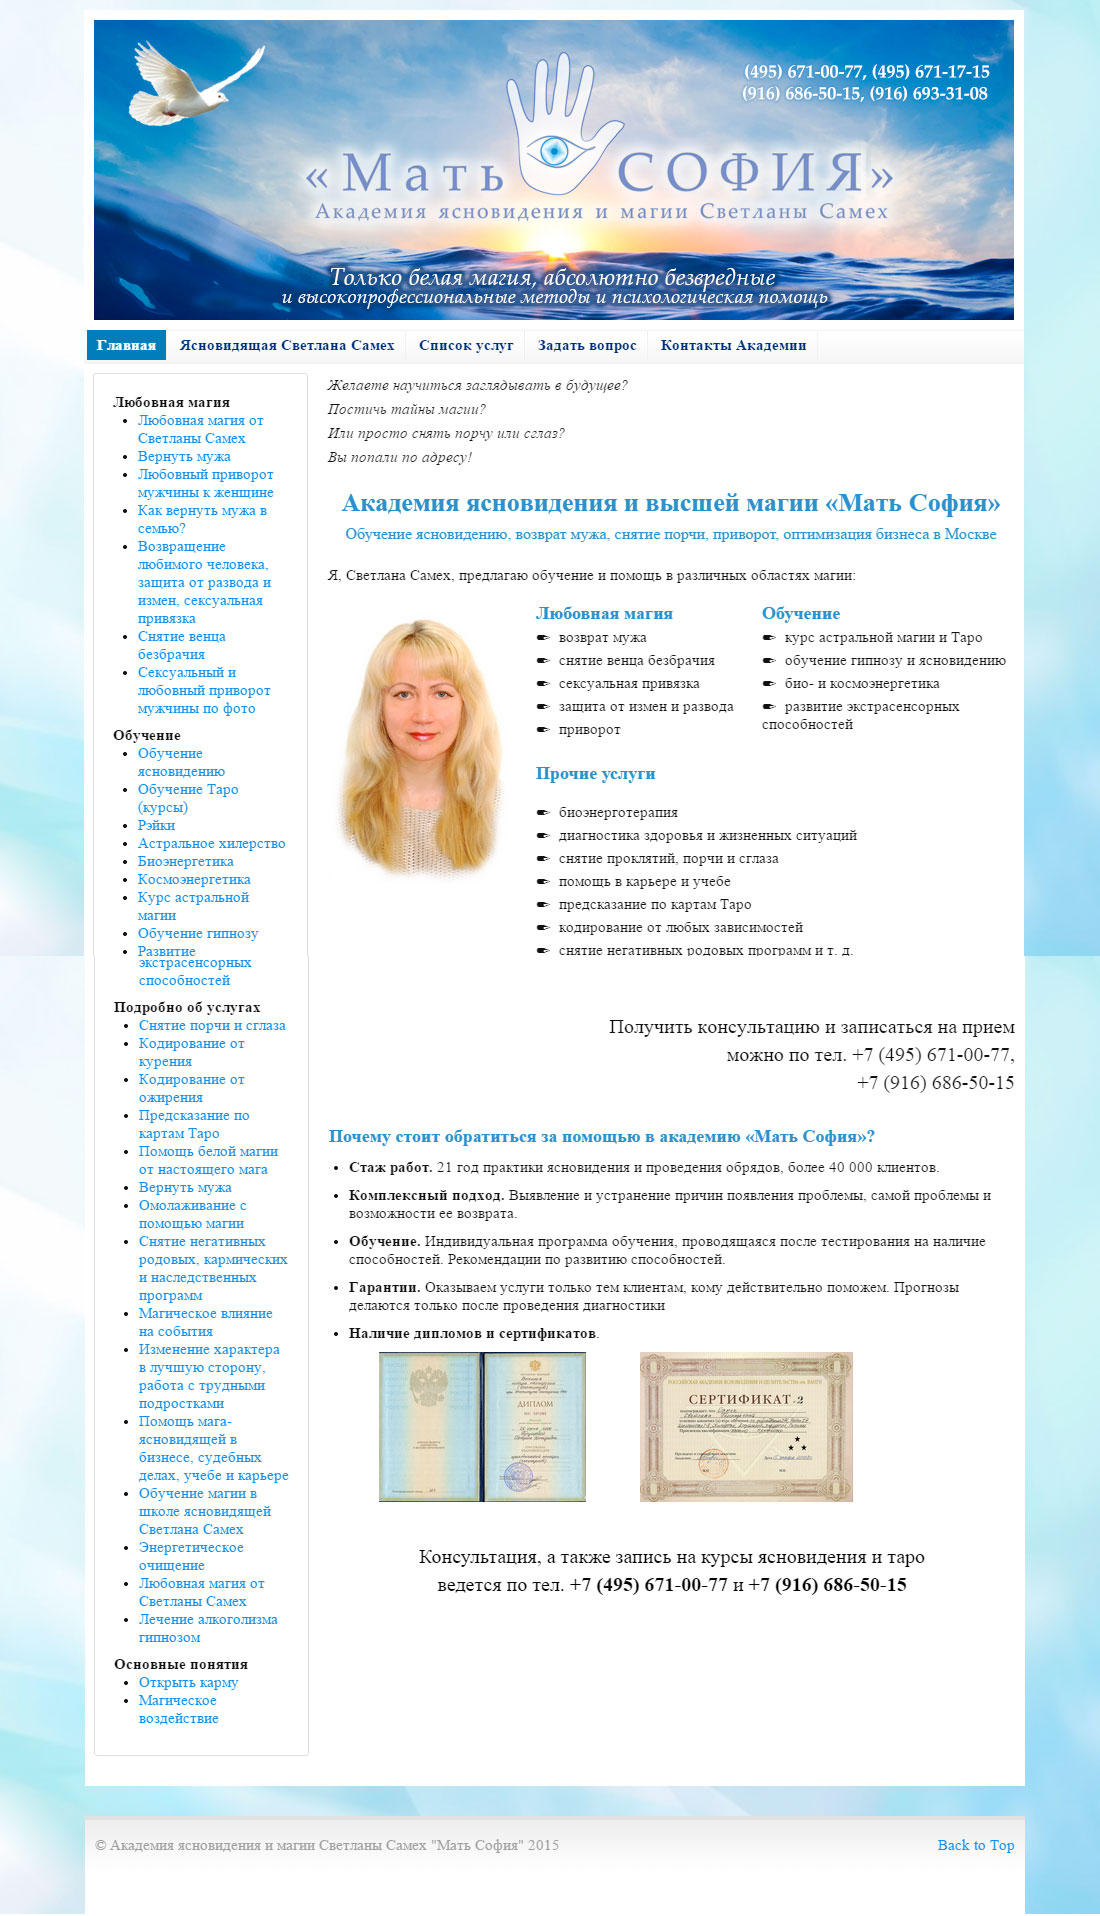 (495) 671-00-77, (495) 671-17-15
(916) 686-50-15, (916) 693-31-08
«Мать СОФИЯ»
Академия ясновидения и магии Светланы Самех
Только белая магия, абсолютно безвредные
и высокопрофессиональные методы и психологическая помощь
Главная Ясновидящая Светлана Самех Список услуг Задать вопрос Контакты Академии
Любовная магия
Любовная магия от
Светланы Самех
Вернуть мужа
Любовный приворот
мужчины к женщине
Как вернуть мужа в
семью?
Возвращение
любимого человека,
защита от развода и
измен, сексуальная
привязка
Снятие венца
безбрачия
Сексуальный и
любовный приворот
мужчины по фото
Обучение
Обучение
ясновидению
Обучение Таро
(курсы)
Рэйки
Астральное хилерство
Биоэнергетика
Космоэнергетика
Курс астральной
магии
Обучение гипнозу
Развитие
экстрасенсорных
способностей
Подробно об услугах
Снятие порчи и сглаза
Кодирование от
курения
Кодирование от
ожирения
Предсказание по
картам Таро
Помощь белой магии
от настоящего мага
Вернуть мужа
Омолаживание с
помощью магии
Снятие негативных
родовых, кармических
и наследственных
программ
Магическое влияние
на события
Изменение характера
в лучшую сторону,
работа с трудными
подростками
Помощь мага-
ясновидящей в
бизнесе, судебных
делах, учебе и карьере
Обучение магии в
школе ясновидящей
Светлана Самех
Энергетическое
очищение
Любовная магия от
Светланы Самех
Лечение алкоголизма
гипнозом
Основные понятия
Открыть карму
Магическое
воздействие
Желаете научиться заглядывать в будущее?
Постичь тайны магии?
Или просто снять порчу или сглаз?
Вы попали по адресу!
Академия ясновидения и высшей магии «Мать София»
Обучение ясновидению, возврат мужа, снятие порчи, приворот, оптимизация бизнеса в Москве
Я, Светлана Самех, предлагаю обучение и помощь в различных областях магии:
Любовная магия
возврат мужа
снятие венца безбрачия
сексуальная привязка
защита от измен и развода
приворот
Обучение
курс астральной магии и Таро
обучение гипнозу и ясновидению
био- и космоэнергетика
развитие экстрасенсорных
способностей
Прочие услуги
биоэнерготерапия
диагностика здоровья и жизненных ситуаций
снятие проклятий, порчи и сглаза
помощь в карьере и учебе
предсказание по картам Таро
кодирование от любых зависимостей
снятие негативных родовых программ и т. д.
Получить консультацию и записаться на прием
можно по тел. +7 (495) 671-00-77,
+7 (916) 686-50-15
Почему стоит обратиться за помощью в академию «Мать София»?
Стаж работ. 21 год практики ясновидения и проведения обрядов, более 40 000 клиентов.
Комплексный подход. Выявление и устранение причин появления проблемы, самой проблемы и
возможности ее возврата.
Обучение. Индивидуальная программа обучения, проводящаяся после тестирования на наличие
способностей. Рекомендации по развитию способностей.
Гарантии. Оказываем услуги только тем клиентам, кому действительно поможем. Прогнозы
делаются только после проведения диагностики
Наличие дипломов и сертификатов.
ДИПЛОМ
РОССИЙСКАЯ АКАДЕМИЯ ЯСНОВИДЕНИЯ И ЦЕЛИТЕЛЬСТВА им. ВАНГИ
СЕРТИФИКАТ-2
Консультация, а также запись на курсы ясновидения и таро
ведется по тел. +7 (495) 671-00-77 и +7 (916) 686-50-15
© Академия ясновидения и магии Светланы Самех "Мать София" 2015
Back to Top